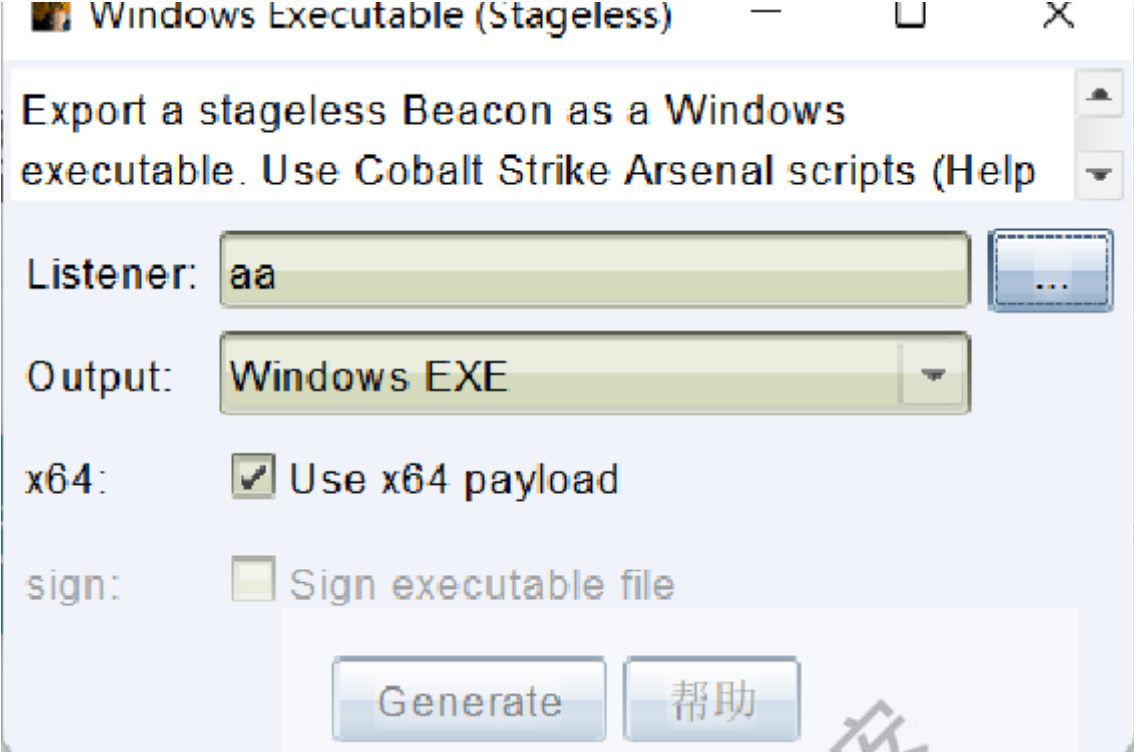 Windows Executable (Stageless)
Export a stageless Beacon as a Windows
executable. Use Cobalt Strike Arsenal scripts (Help
Listener: aa ...
Output: Windows EXE
x64: Use x64 payload
sign: Sign executable file
Generate 帮助